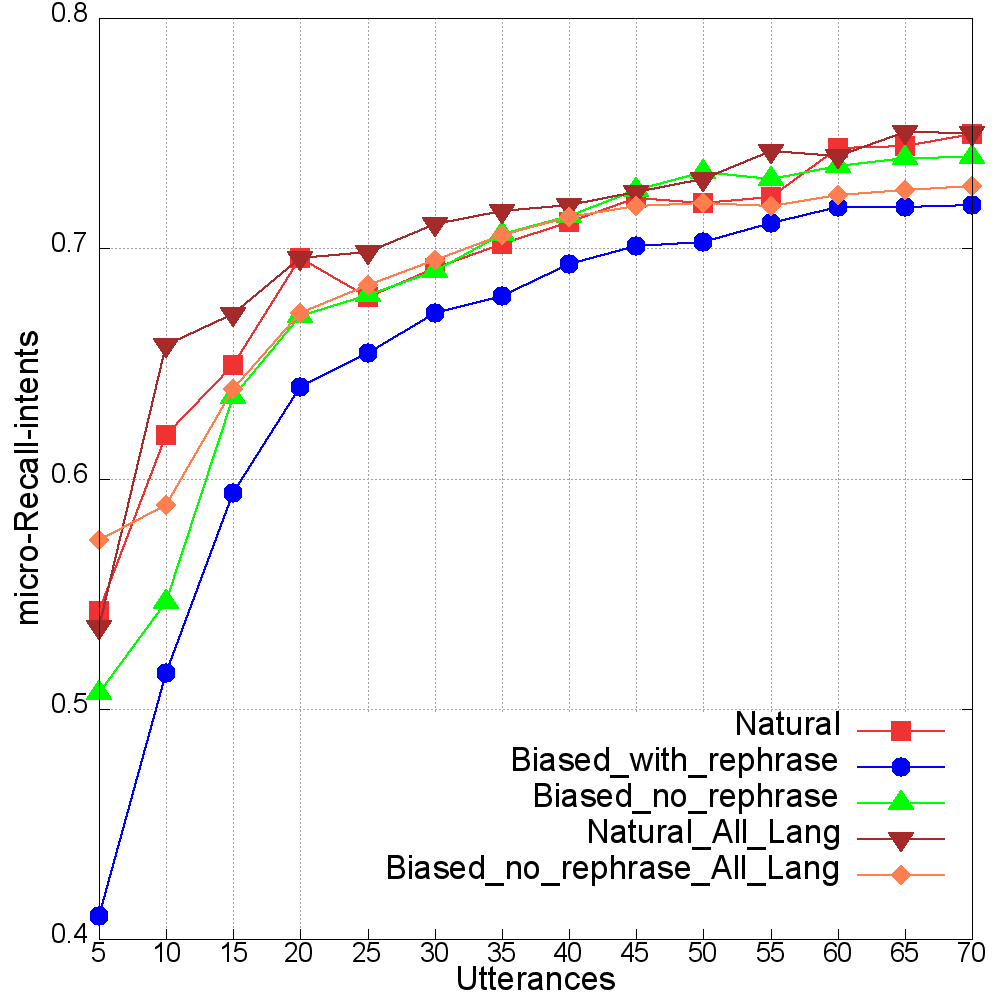 0.8
0.7
0.6
0.5
0.4
micro-Recall-intents
Natural
Biased_with_rephrase
Biased_no_rephrase
Natural_All_Lang
Biased_no_rephrase_All_Lang
5 10 15 20 25 30 35 40 45 50 55 60 65 70
Utterances